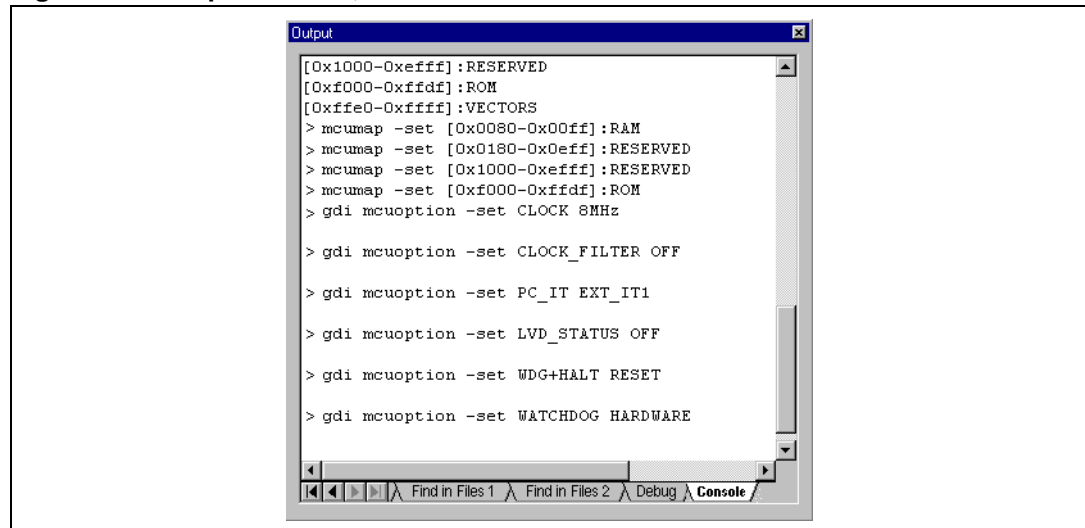 Output
[0x1000-0xefff]:RESERVED
[0xf000-0xffdf]:ROM
[0xffe0-0xffff]:VECTORS
> mcumap -set [0x0080-0x00ff]:RAM
> mcumap -set [0x0180-0x0eff]:RESERVED
> mcumap -set [0x1000-0xefff]:RESERVED
> mcumap -set [0xf000-0xffdf]:ROM
> gdi mcuoption -set CLOCK 8MHz
> gdi mcuoption -set CLOCK_FILTER OFF
> gdi mcuoption -set PC_IT EXT_IT1
> gdi mcuoption -set LVD_STATUS OFF
> gdi mcuoption -set WDG+HALT RESET
> gdi mcuoption -set WATCHDOG HARDWARE
Find in Files 1 Find in Files 2 Debug Console